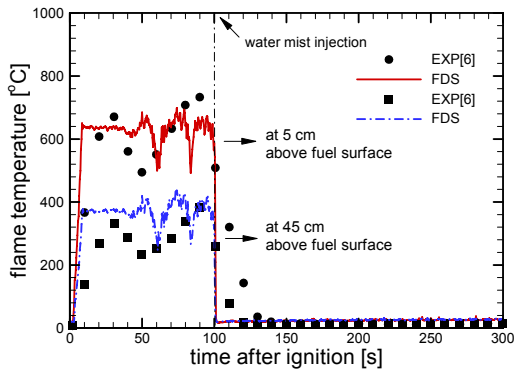 1000
800
600
400
200
0
flame temperature [°C]
water mist injection
EXP[6]
FDS
EXP[6]
FDS
at 5 cm
above fuel surface
at 45 cm
above fuel surface
0 50 100 150 200 250 300
time after ignition [s]